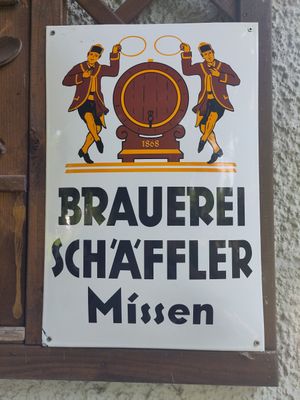 1868
BRAUEREI
SCHÄFFLER
Missen